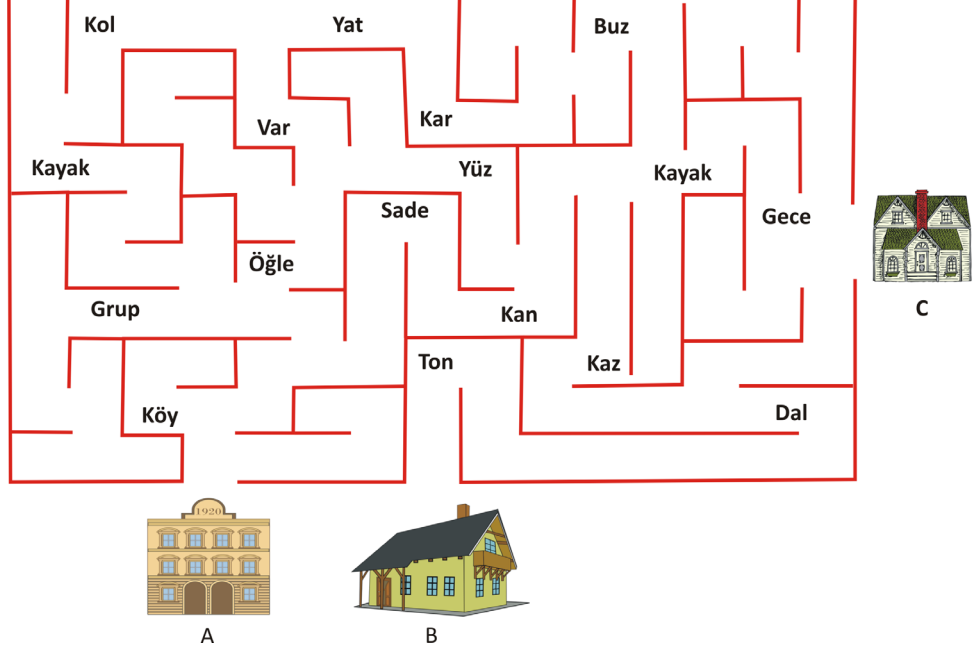 Kol
Yat
Buz
Kar
Var
Kayak
Yüz
Kayak
Sade
Gece
Öğle
Grup
Kan
C
Ton
Kaz
Köy
Dal
1920
A
B